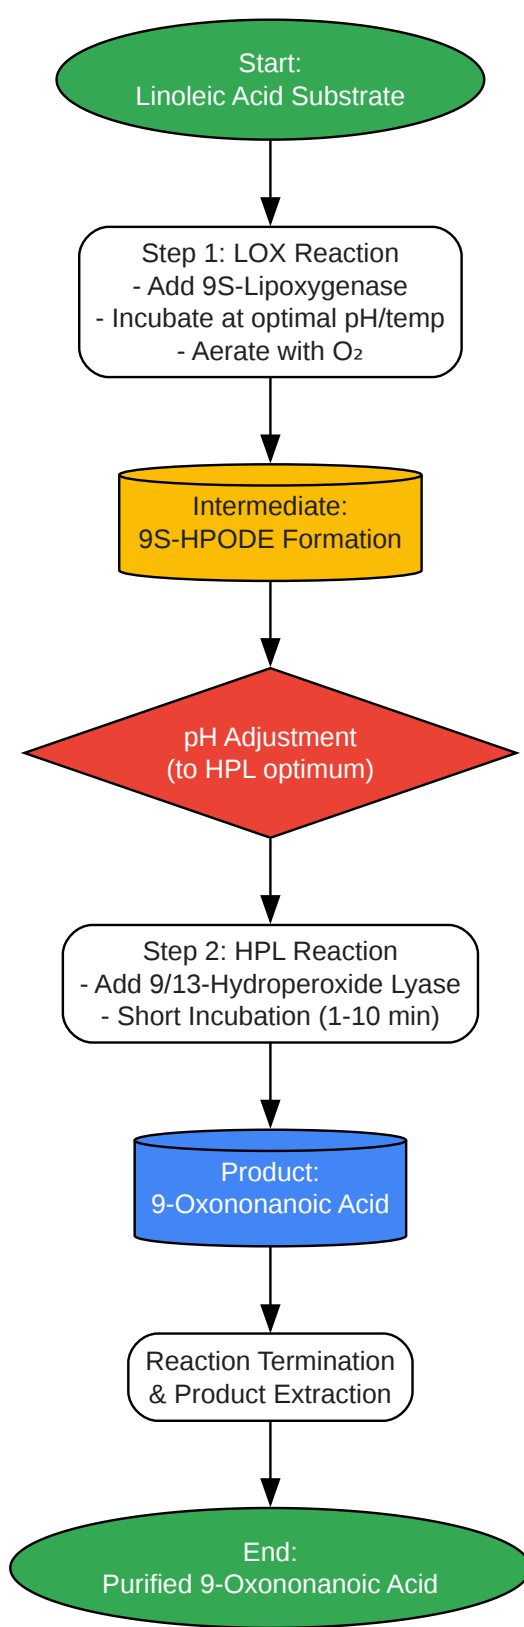 Start:
Linoleic Acid Substrate
Step 1: LOX Reaction
- Add 9S-Lipoxygenase
- Incubate at optimal pH/temp
- Aerate with O₂
Intermediate:
9S-HPODE Formation
pH Adjustment
(to HPL optimum)
Step 2: HPL Reaction
- Add 9/13-Hydroperoxide Lyase
- Short Incubation (1-10 min)
Product:
9-Oxononanoic Acid
Reaction Termination
& Product Extraction
End:
Purified 9-Oxononanoic Acid